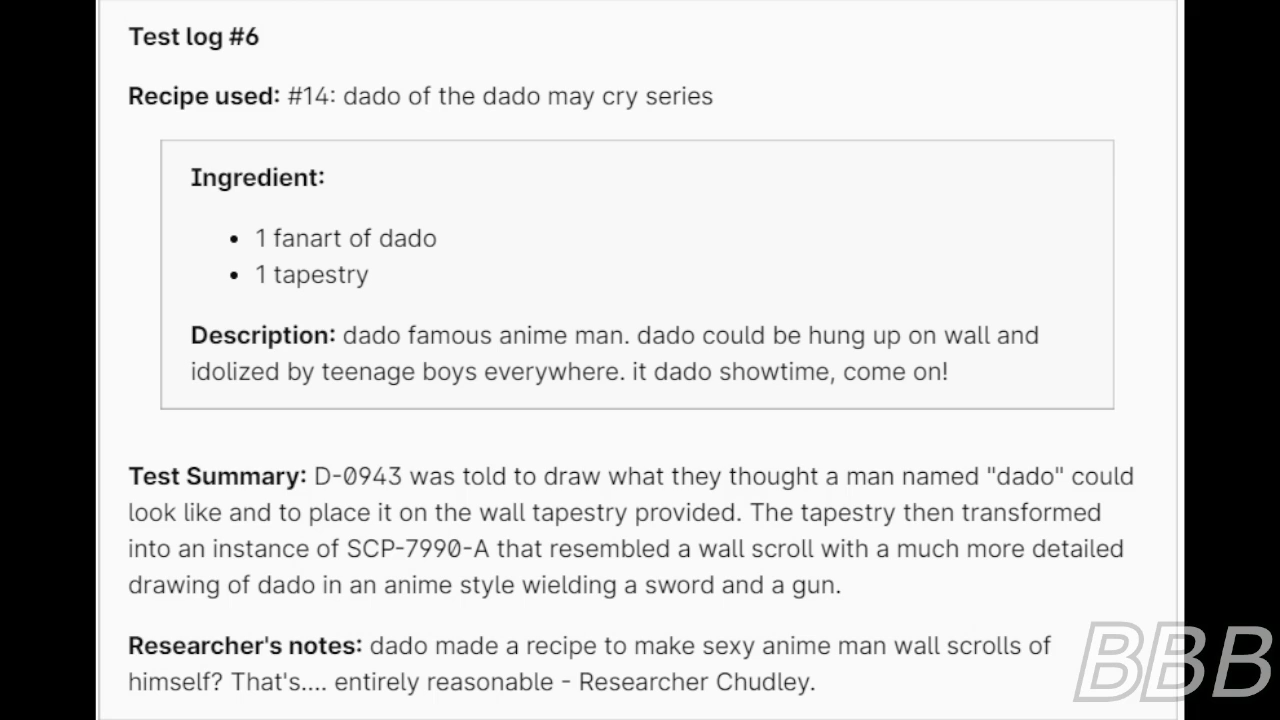 Test log #6
Recipe used: #14: dado of the dado may cry series
Ingredient:
• 1 fanart of dado
• 1 tapestry
Description: dado famous anime man. dado could be hung up on wall and
idolized by teenage boys everywhere. it dado showtime, come on!
Test Summary: D-0943 was told to draw what they thought a man named "dado" could
look like and to place it on the wall tapestry provided. The tapestry then transformed
into an instance of SCP-7990-A that resembled a wall scroll with a much more detailed
drawing of dado in an anime style wielding a sword and a gun.
Researcher's notes: dado made a recipe to make sexy anime man wall scrolls of
himself? That's.... entirely reasonable - Researcher Chudley.
BBB